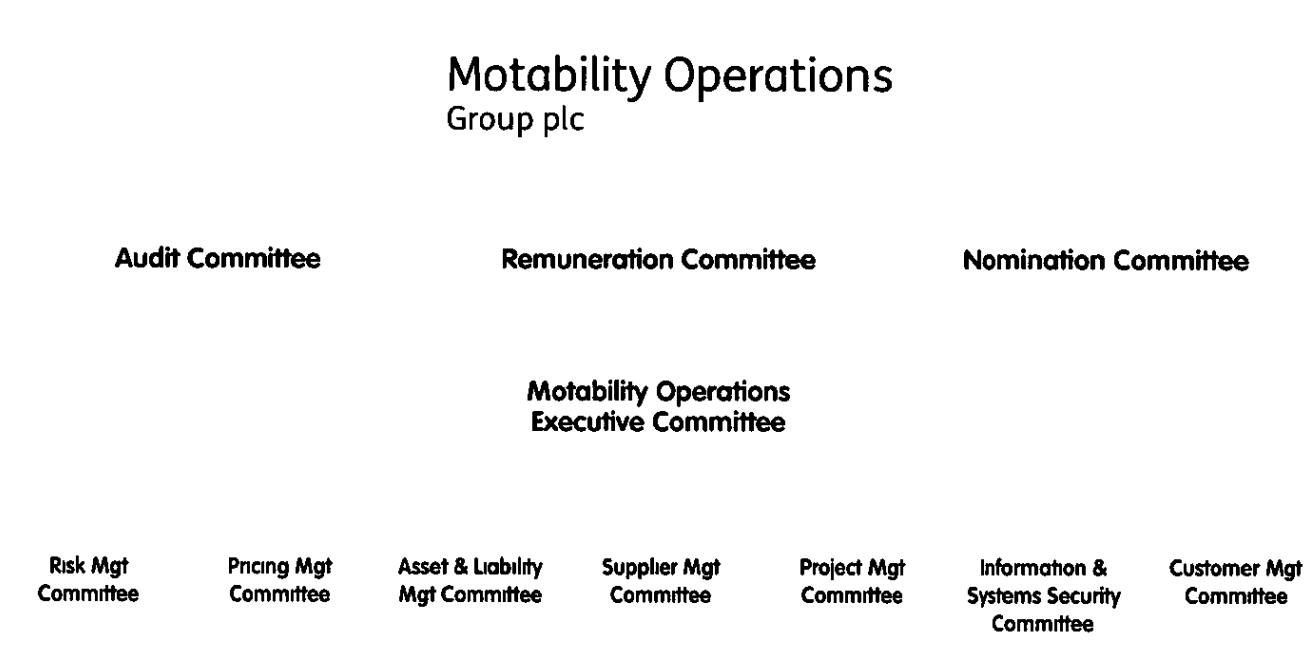 Motability Operations
Group plc
Audit Committee
Remuneration Committee
Nomination Committee
Motability Operations
Executive Committee
Risk Mgt
Committee
Pricing Mgt
Committee
Asset & Liability
Mgt Committee
Supplier Mgt
Committee
Project Mgt
Committee
Information &
Systems Security
Committee
Customer Mgt
Committee